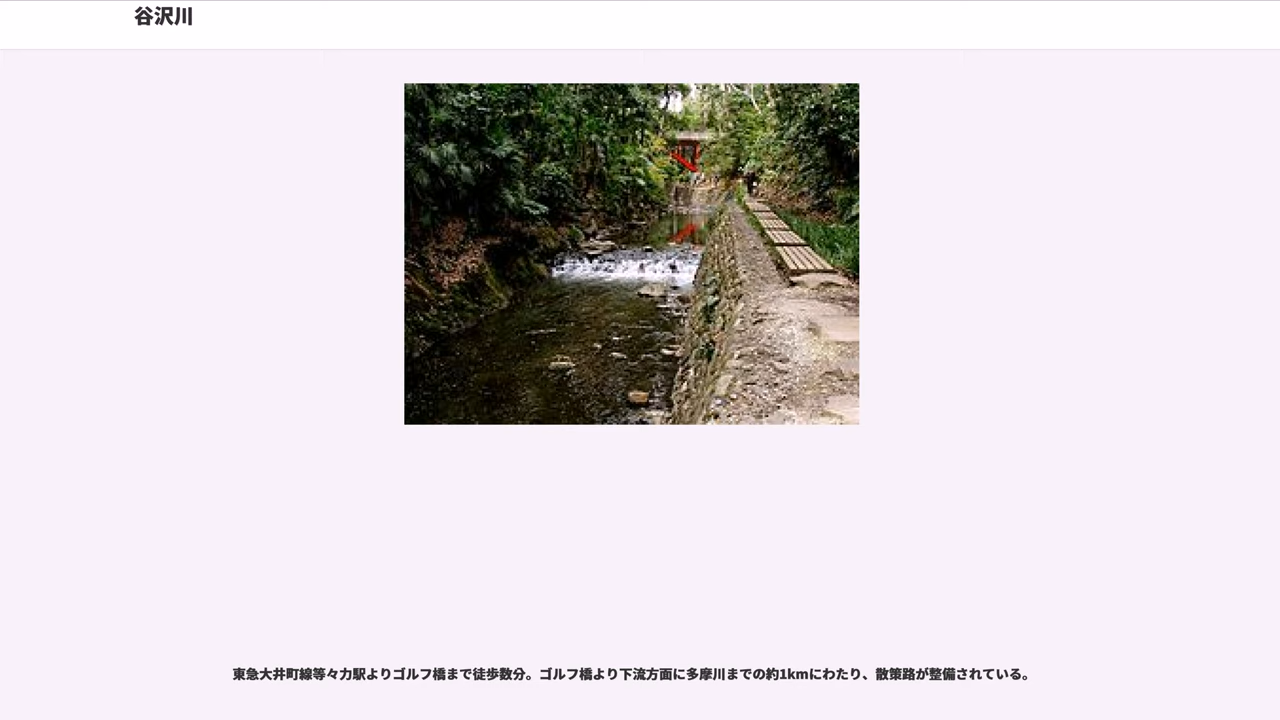 谷沢川
東急大井町線等々力駅よりゴルフ橋まで徒歩数分。ゴルフ橋より下流方面に多摩川までの約1kmにわたり、散策路が整備されている。